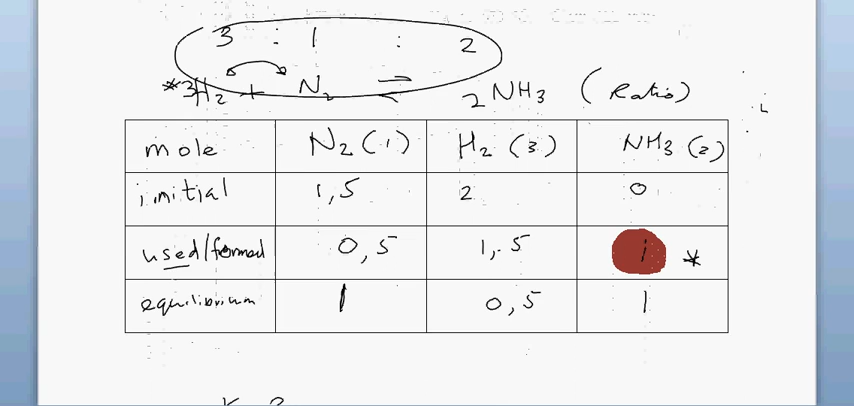 3 : 1 : 2
*3H₂ + N₂ ⇌ 2NH₃ (Ratio)
mole N₂(1) H₂(3) NH₃(2)
initial 1,5 2 0
used/formed 0,5 1,5 1 *
equilibrium 1 0,5 1